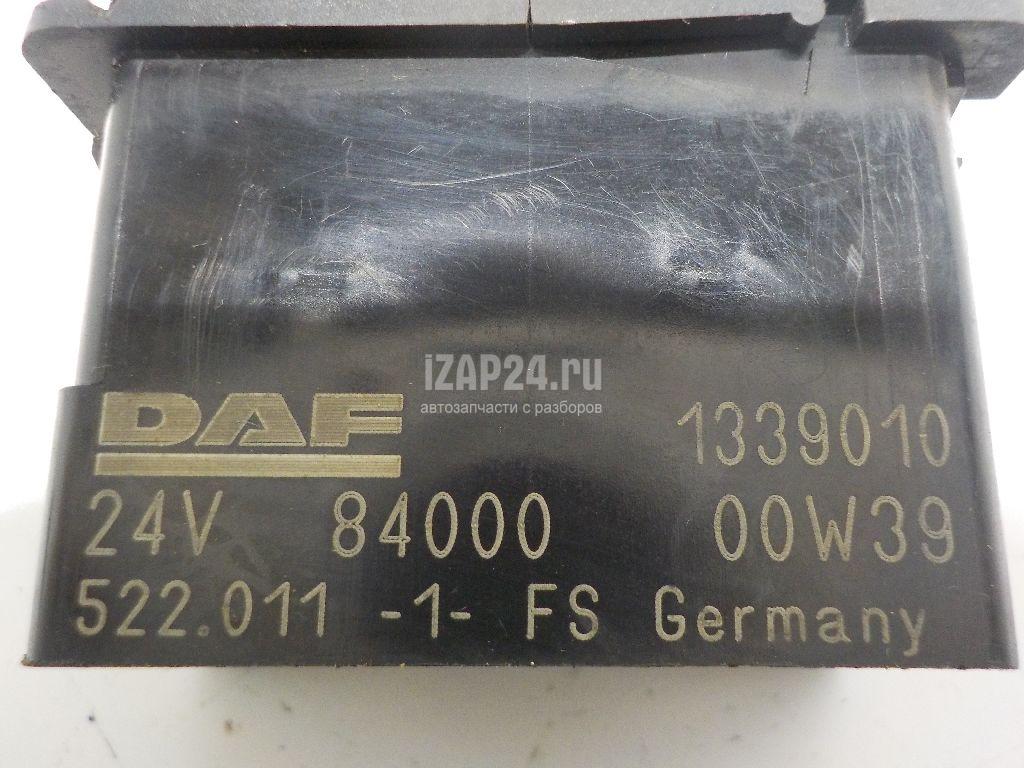 iZAP24.ru
автозапчасти с разборов
DAF 1339010
24V 84000 00W39
522.011 -1- FS Germany